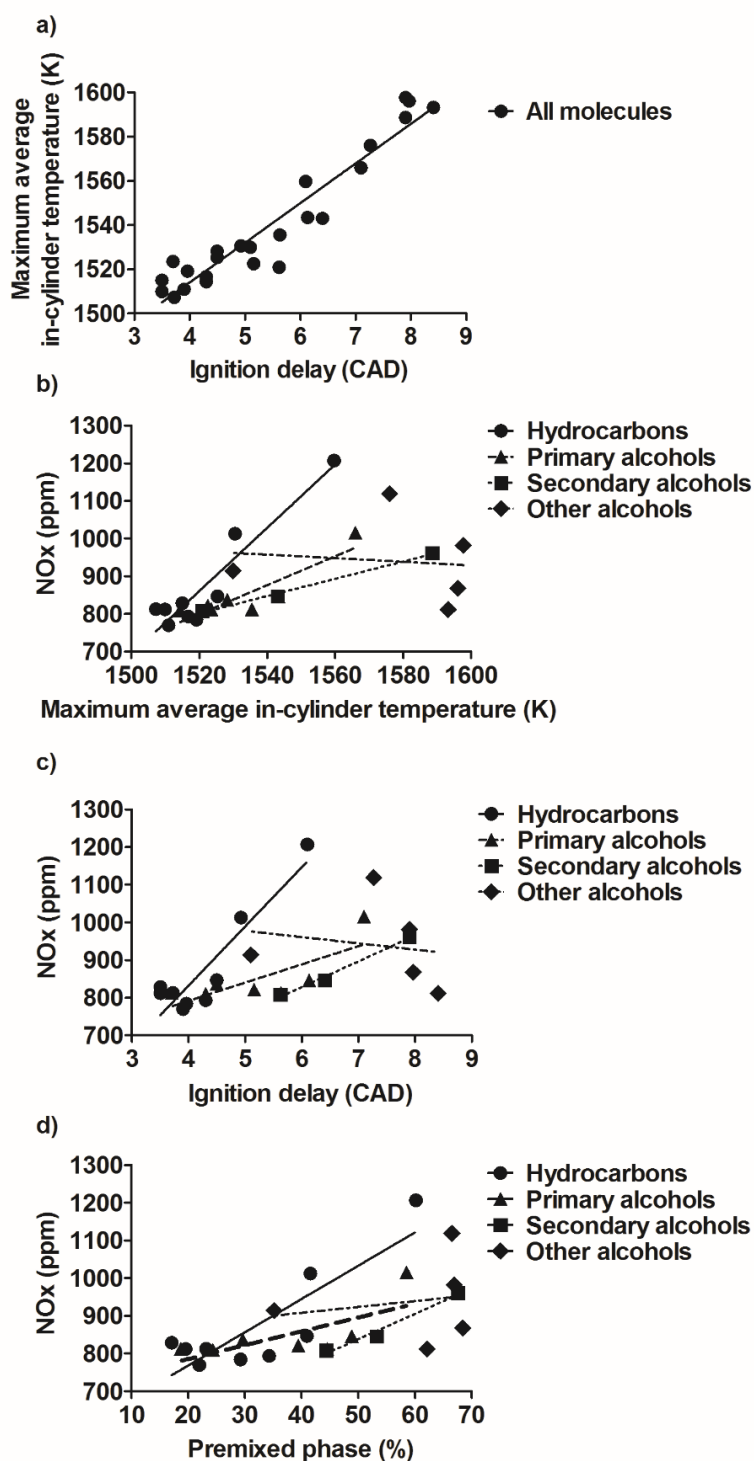 a)
Maximum average
in-cylinder temperature (K)
1600
1580
1560
1540
1520
1500
3 4 5 6 7 8 9
Ignition delay (CAD)
All molecules
b)
NOx (ppm)
1300
1200
1100
1000
900
800
700
1500 1520 1540 1560 1580 1600
Maximum average in-cylinder temperature (K)
Hydrocarbons
Primary alcohols
Secondary alcohols
Other alcohols
c)
NOx (ppm)
1300
1200
1100
1000
900
800
700
3 4 5 6 7 8 9
Ignition delay (CAD)
Hydrocarbons
Primary alcohols
Secondary alcohols
Other alcohols
d)
NOx (ppm)
1300
1200
1100
1000
900
800
700
10 20 30 40 50 60 70
Premixed phase (%)
Hydrocarbons
Primary alcohols
Secondary alcohols
Other alcohols